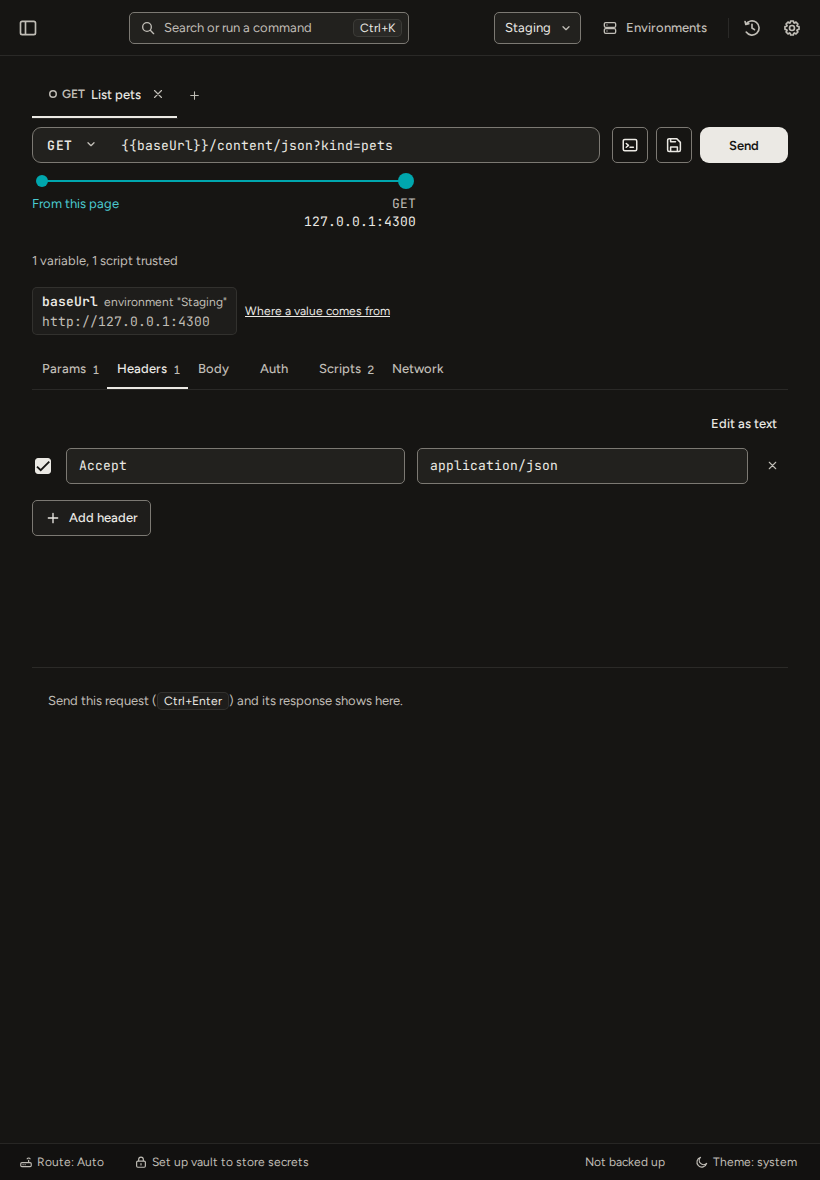 Search or run a command Ctrl+K Staging Environments
GET List pets
GET {{baseUrl}}/content/json?kind=pets Send
From this page GET
127.0.0.1:4300
1 variable, 1 script trusted
baseUrl environment "Staging"
http://127.0.0.1:4300
Where a value comes from
Params 1 Headers 1 Body Auth Scripts 2 Network
Edit as text
Accept application/json
Add header
Send this request (Ctrl+Enter) and its response shows here.
Route: Auto Set up vault to store secrets Not backed up Theme: system